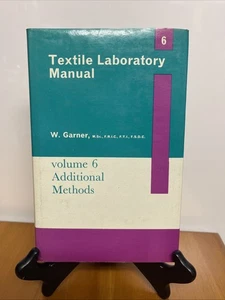 6
Textile Laboratory
Manual
W. Garner, M.Sc., F.R.I.C., F.T.I., F.S.D.C.
volume 6
Additional
Methods